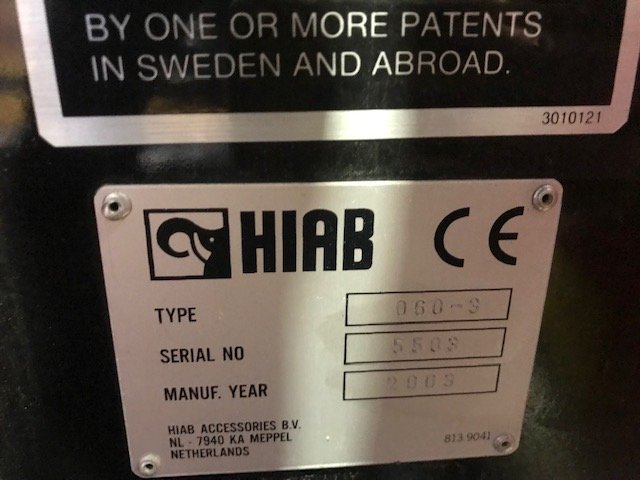 BY ONE OR MORE PATENTS
IN SWEDEN AND ABROAD.
3010121
HIAB CE
TYPE 060-3
SERIAL NO 5503
MANUF. YEAR 2003
HIAB ACCESSORIES B.V.
NL - 7940 KA MEPPEL
NETHERLANDS
813 9041